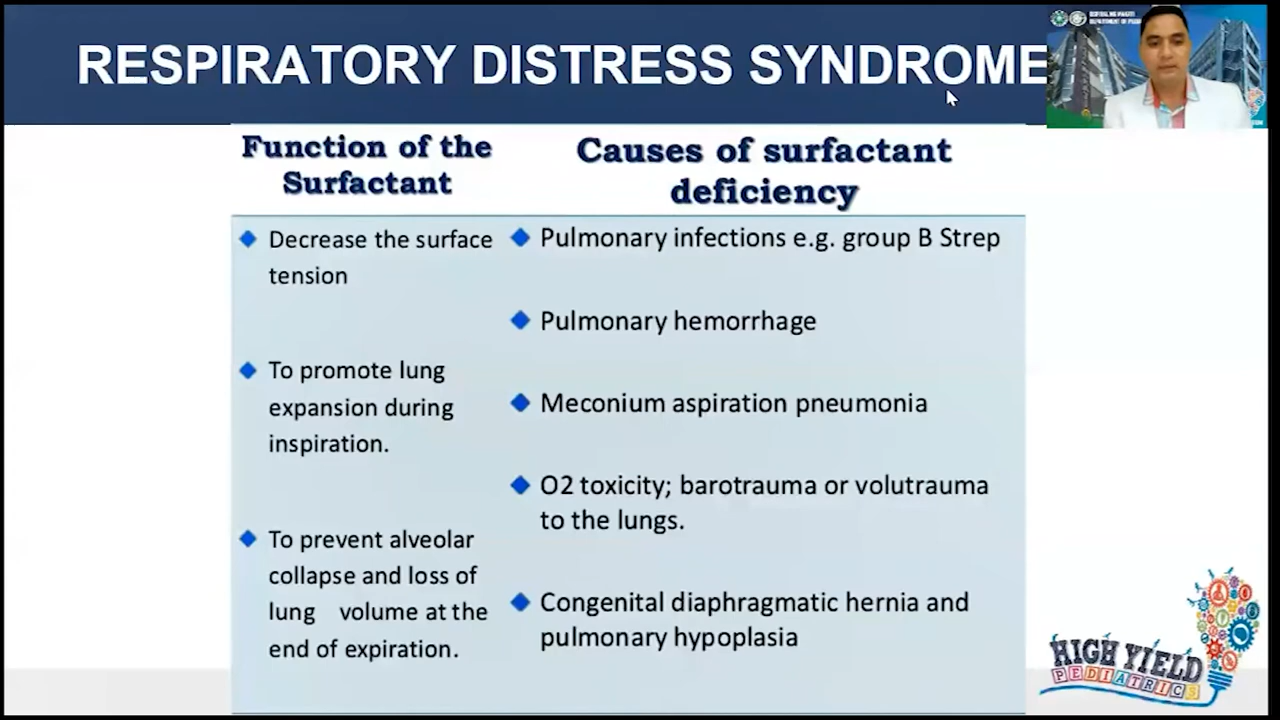 RESPIRATORY DISTRESS SYNDROME
Function of the
Surfactant
Decrease the surface
tension
To promote lung
expansion during
inspiration.
To prevent alveolar
collapse and loss of
lung volume at the
end of expiration.
Causes of surfactant
deficiency
Pulmonary infections e.g. group B Strep
Pulmonary hemorrhage
Meconium aspiration pneumonia
O2 toxicity; barotrauma or volutrauma
to the lungs.
Congenital diaphragmatic hernia and
pulmonary hypoplasia
DEPARTMENT OF
HIGH YIELD
PEDIATRICS